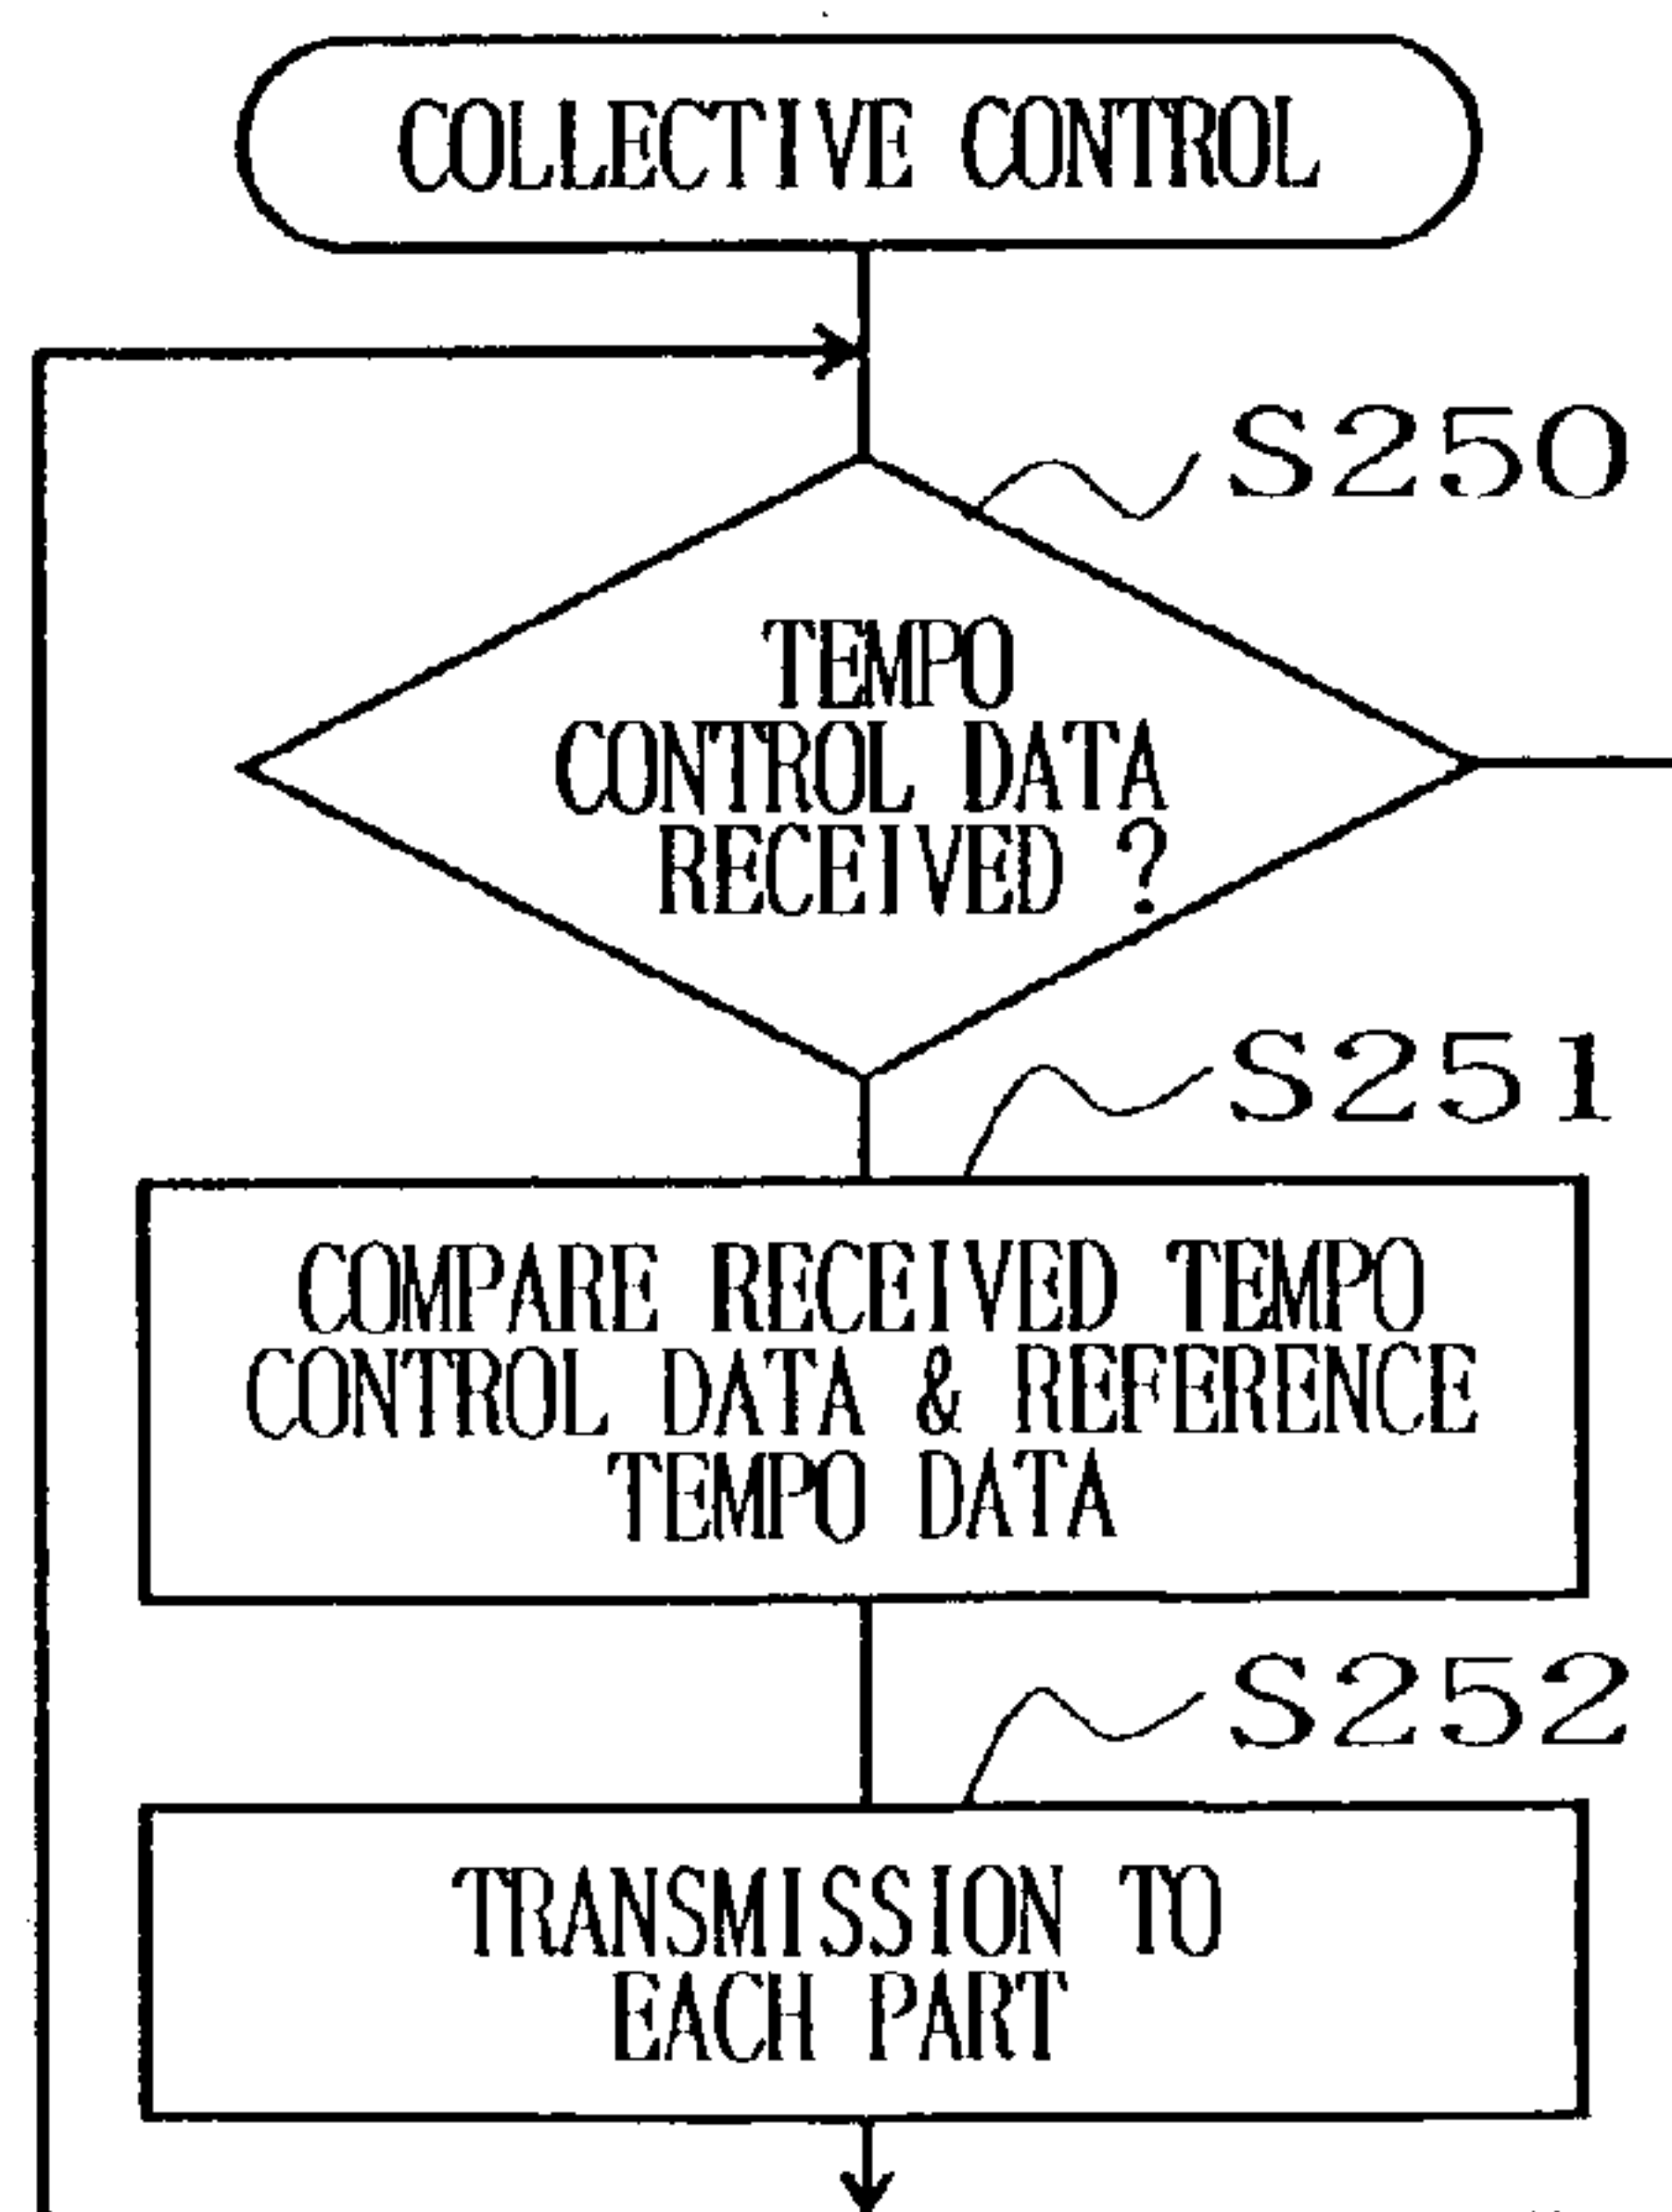 COLLECTIVE CONTROL
S250
TEMPO
CONTROL DATA
RECEIVED ?
S251
COMPARE RECEIVED TEMPO
CONTROL DATA & REFERENCE
TEMPO DATA
S252
TRANSMISSION TO
EACH PART